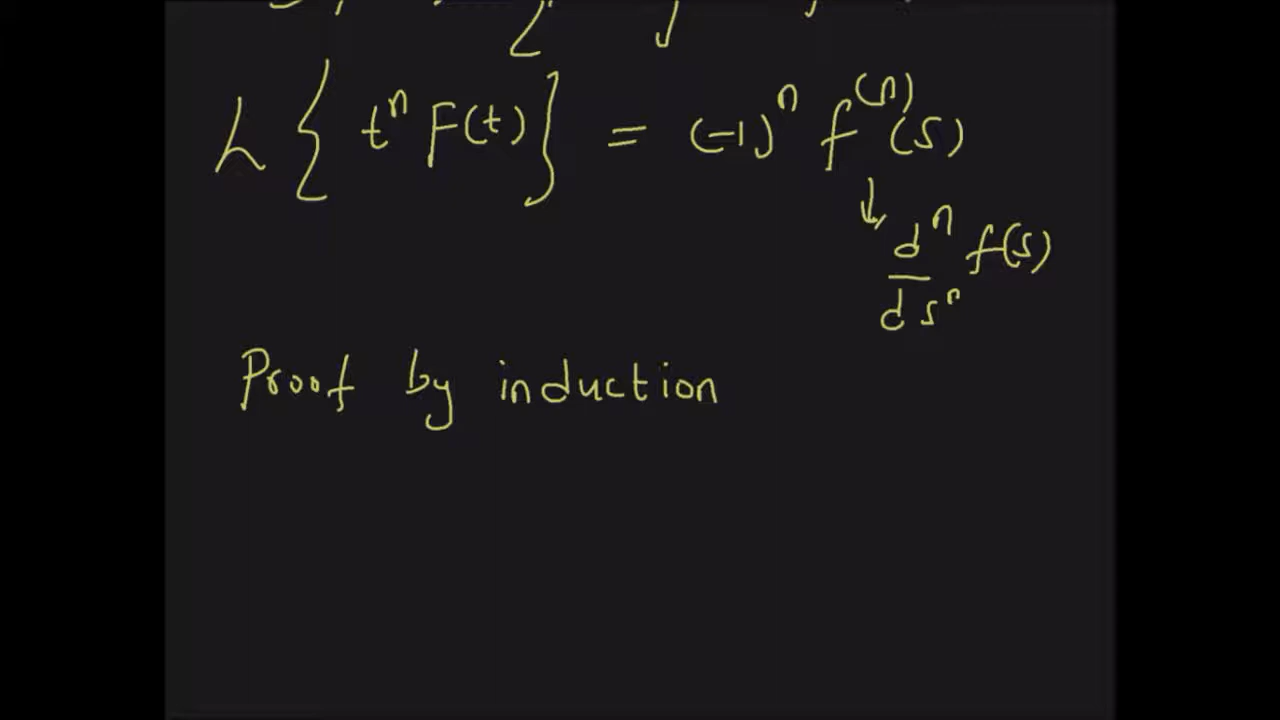 L { tⁿ F(t) } = (-1)ⁿ f⁽ⁿ⁾(s)
↓
dⁿ/dsⁿ f(s)
Proof by induction